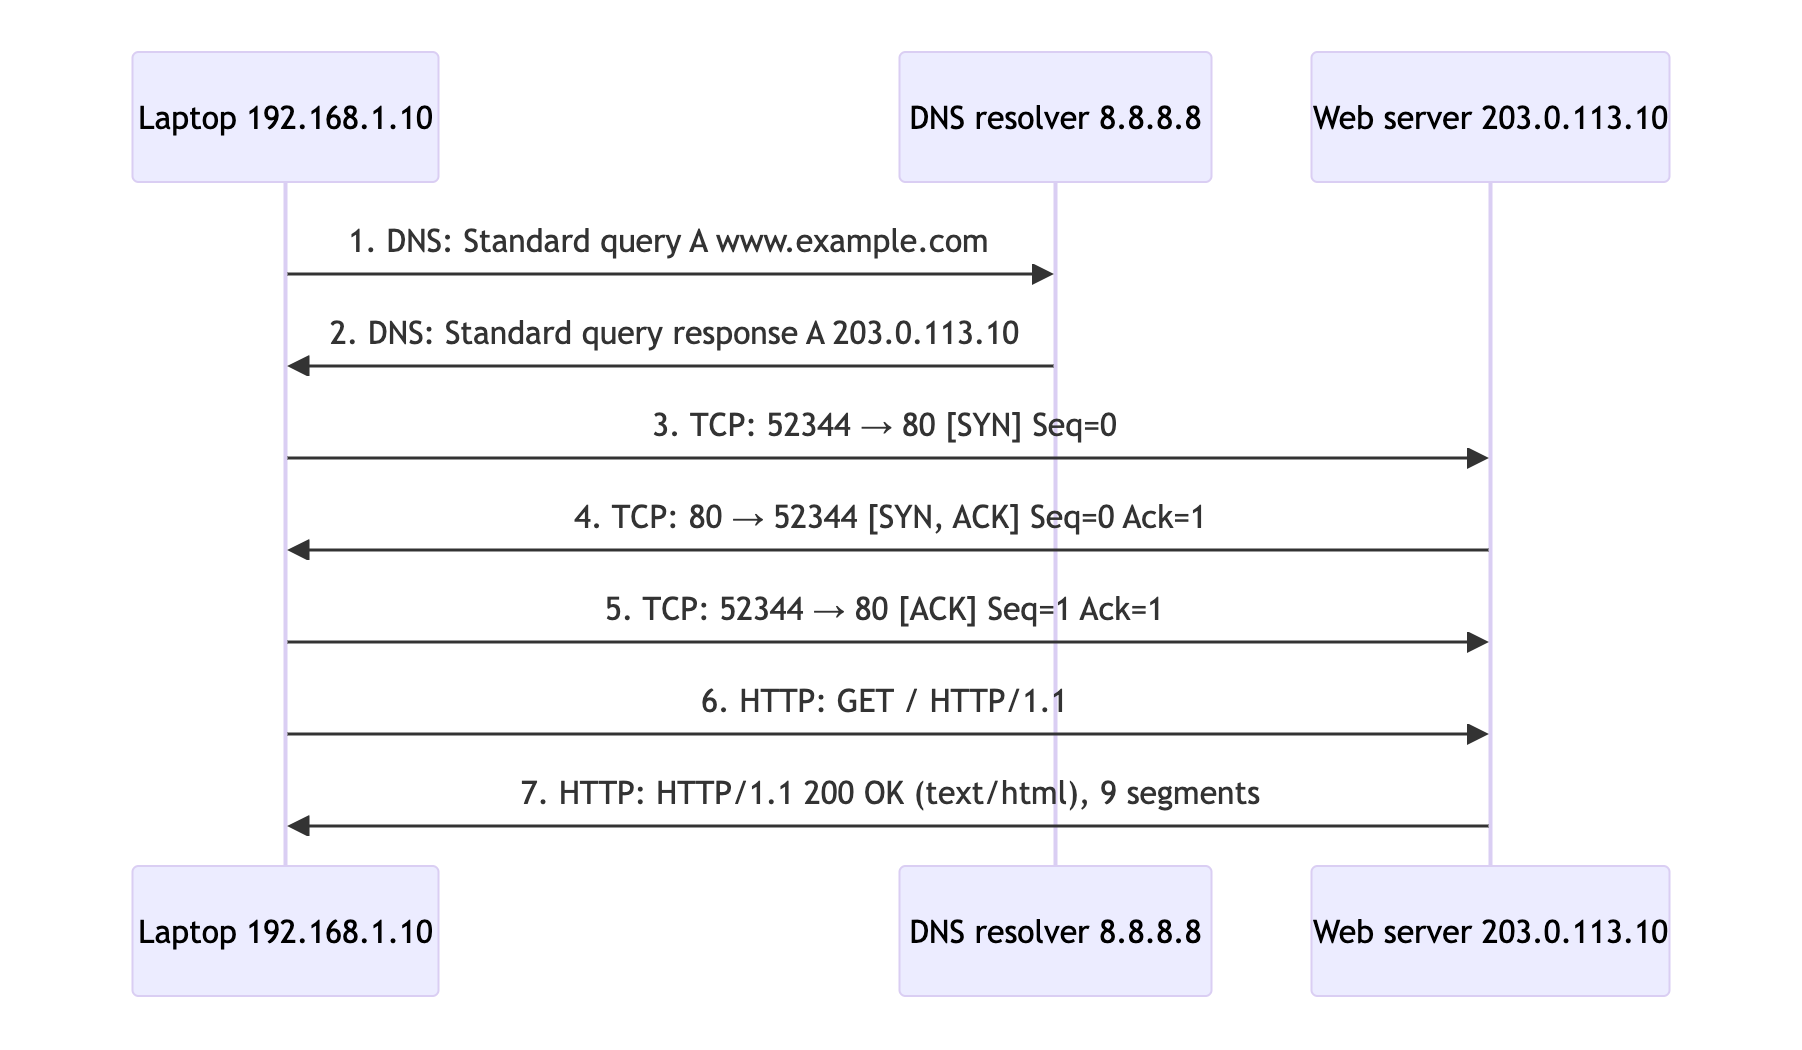 Laptop 192.168.1.10
DNS resolver 8.8.8.8
Web server 203.0.113.10
1. DNS: Standard query A www.example.com
2. DNS: Standard query response A 203.0.113.10
3. TCP: 52344 → 80 [SYN] Seq=0
4. TCP: 80 → 52344 [SYN, ACK] Seq=0 Ack=1
5. TCP: 52344 → 80 [ACK] Seq=1 Ack=1
6. HTTP: GET / HTTP/1.1
7. HTTP: HTTP/1.1 200 OK (text/html), 9 segments
Laptop 192.168.1.10
DNS resolver 8.8.8.8
Web server 203.0.113.10